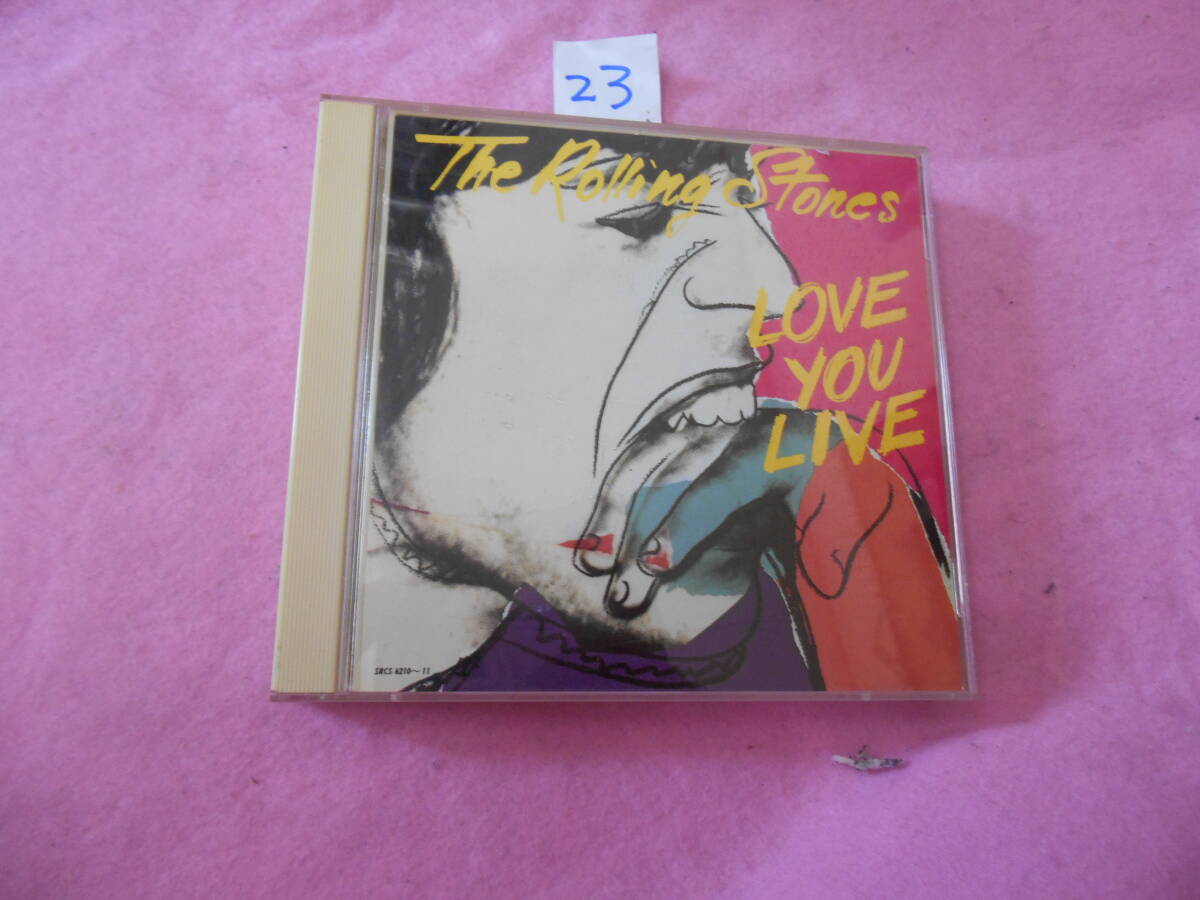 23
The Rolling Stones
LOVE
YOU
LIVE
SRCS 6210～11